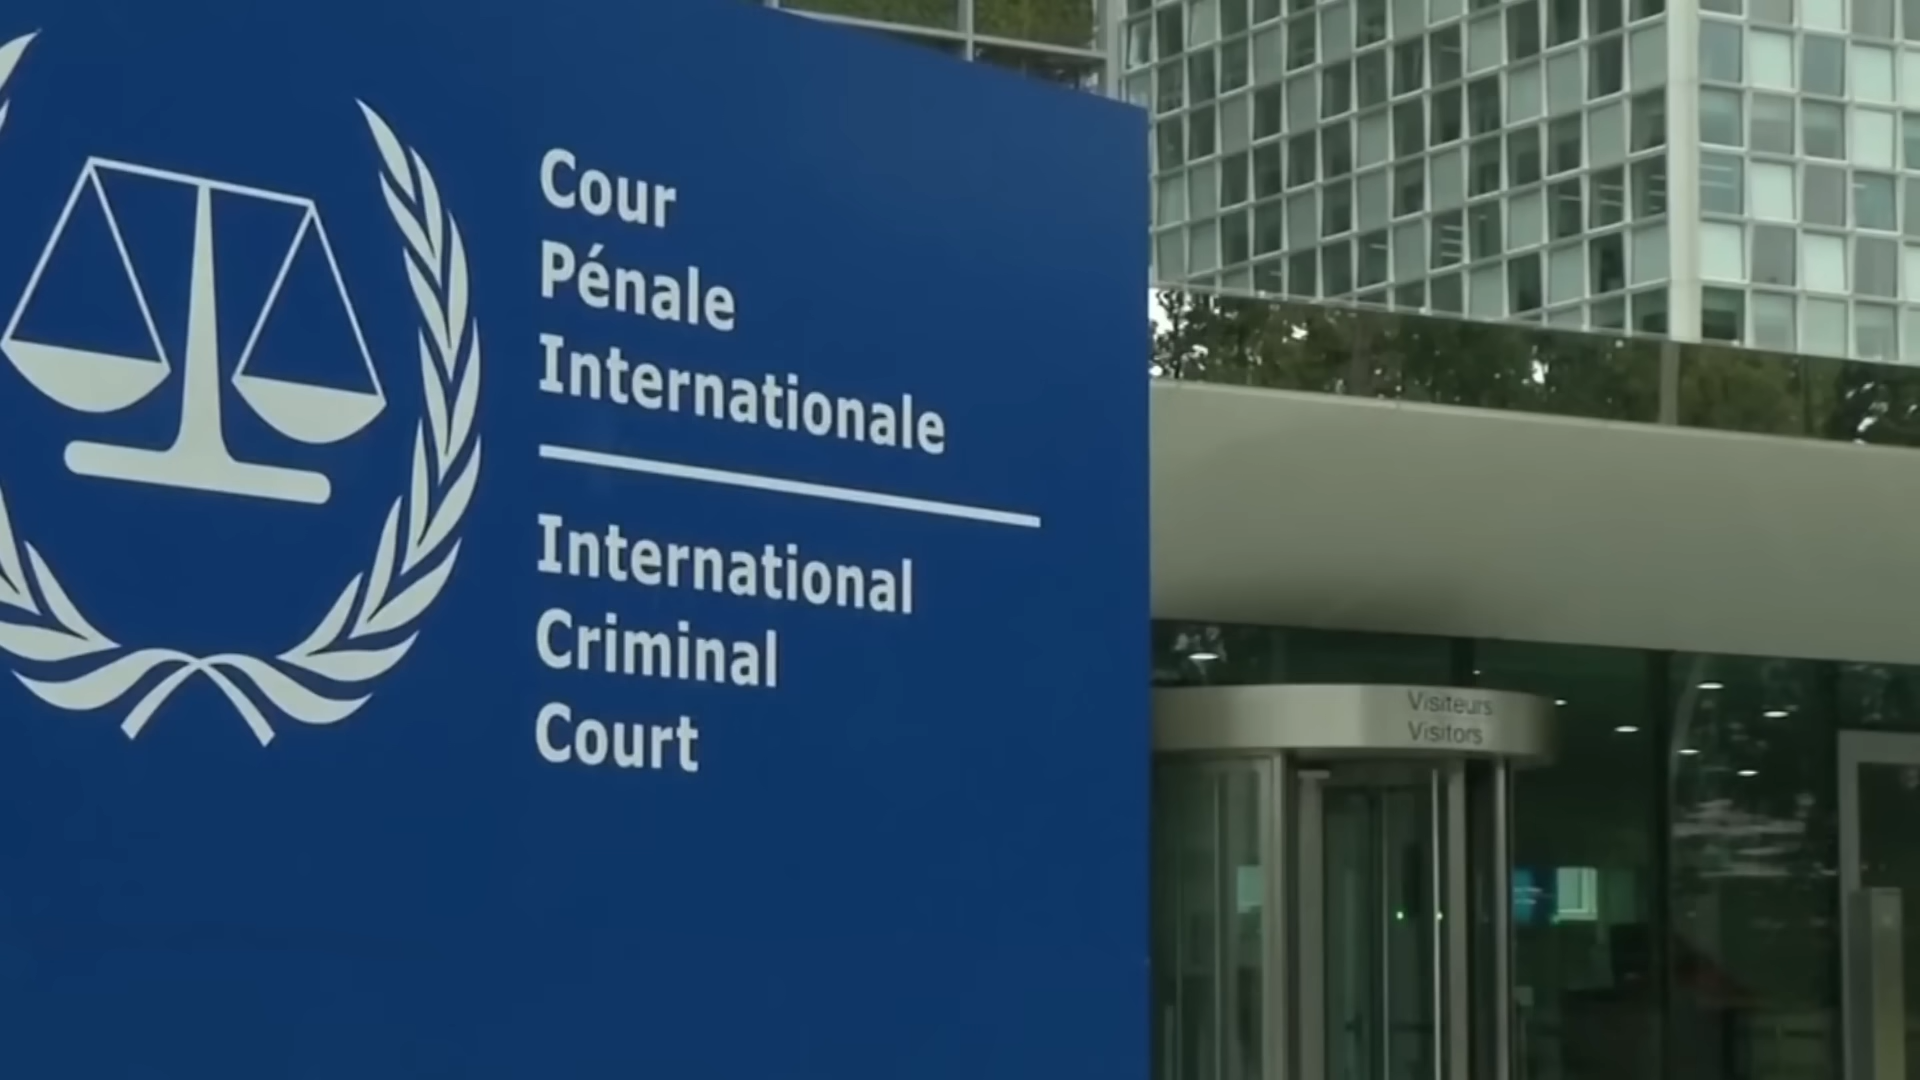 Cour
Pénale
Internationale
International
Criminal
Court
Visiteurs
Visitors